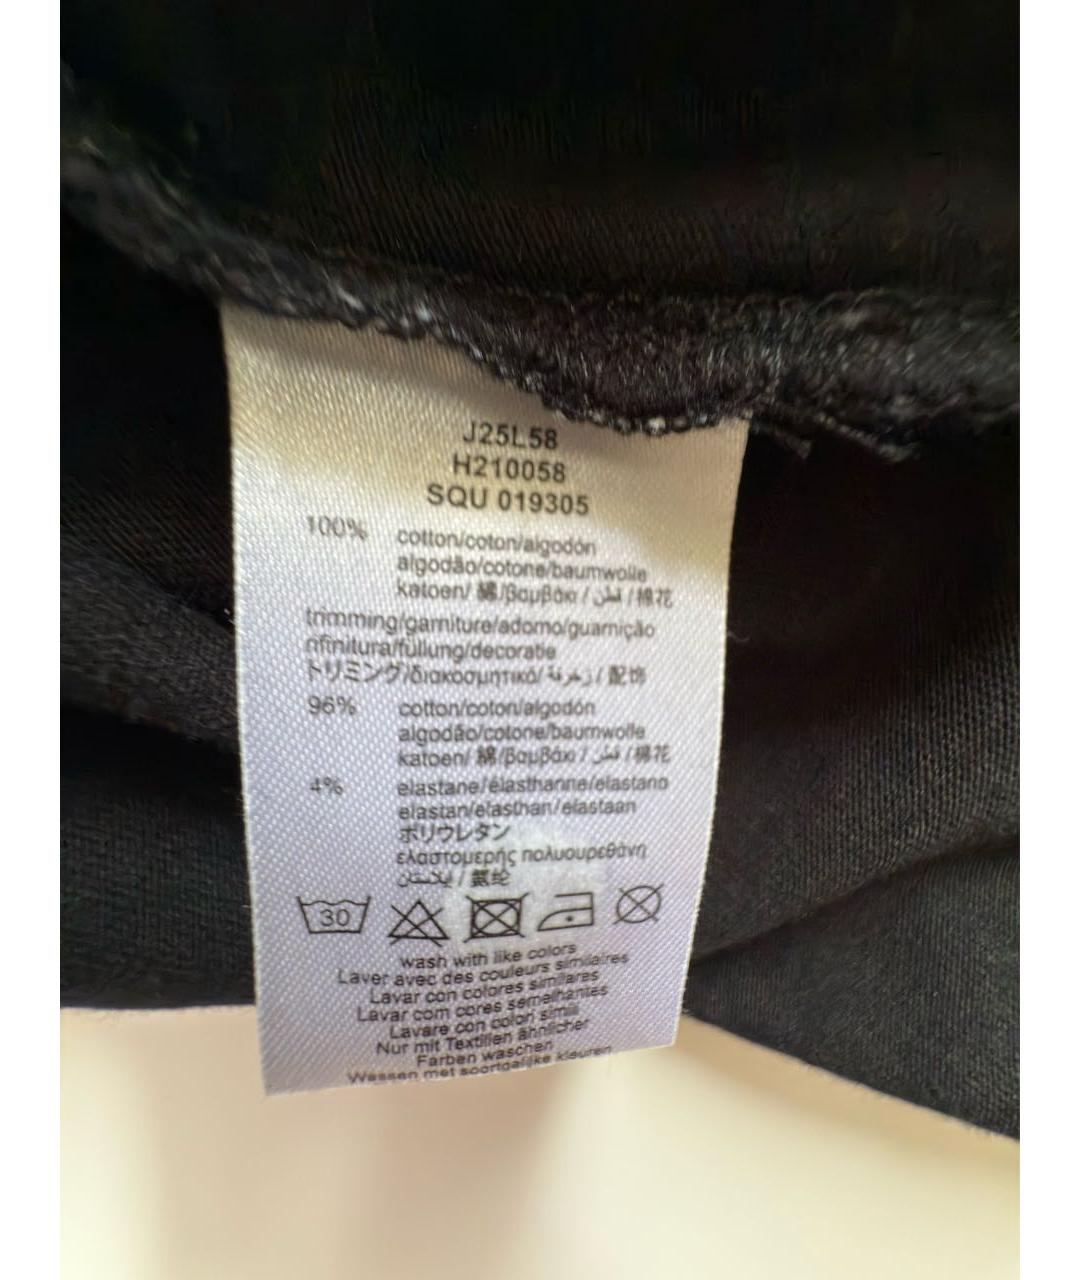 J25L58
H210058
SQU 019305
100% cotton/coton/algodón
algodão/cotone/baumwolle
katoen/ 綿/βαμβάκι / قطن / 棉花
trimming/garniture/adorno/guarnição
rifinitura/füllung/decoratie
トリミング/διακοσμητικό/ زخرفة / 配饰
96% cotton/coton/algodón
algodão/cotone/baumwolle
katoen/ 綿/βαμβάκι / قطن / 棉花
4% elastane/élasthanne/elastano
elastan/elasthan/elastaan
ポリウレタン
ελαστομερής πολυουρεθάνη
إيلاستان / 氨纶
30
wash with like colors
Laver avec des couleurs similaires
Lavar con colores similares
Lavar com cores semelhantes
Lavare con colori simili
Nur mit Textilien ähnlicher
Farben waschen
Wassen met soortgelijke kleuren